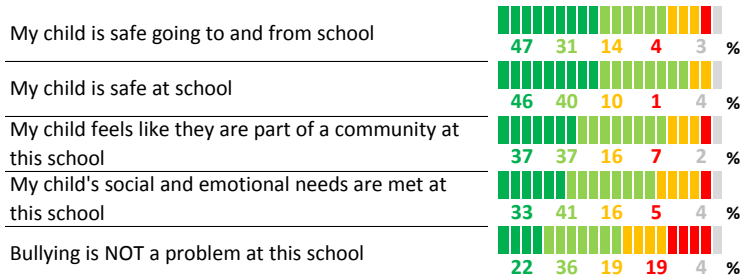 My child is safe going to and from school
47 31 14 4 3 %
My child is safe at school
46 40 10 1 4 %
My child feels like they are part of a community at
this school
37 37 16 7 2 %
My child's social and emotional needs are met at
this school
33 41 16 5 4 %
Bullying is NOT a problem at this school
22 36 19 19 4 %